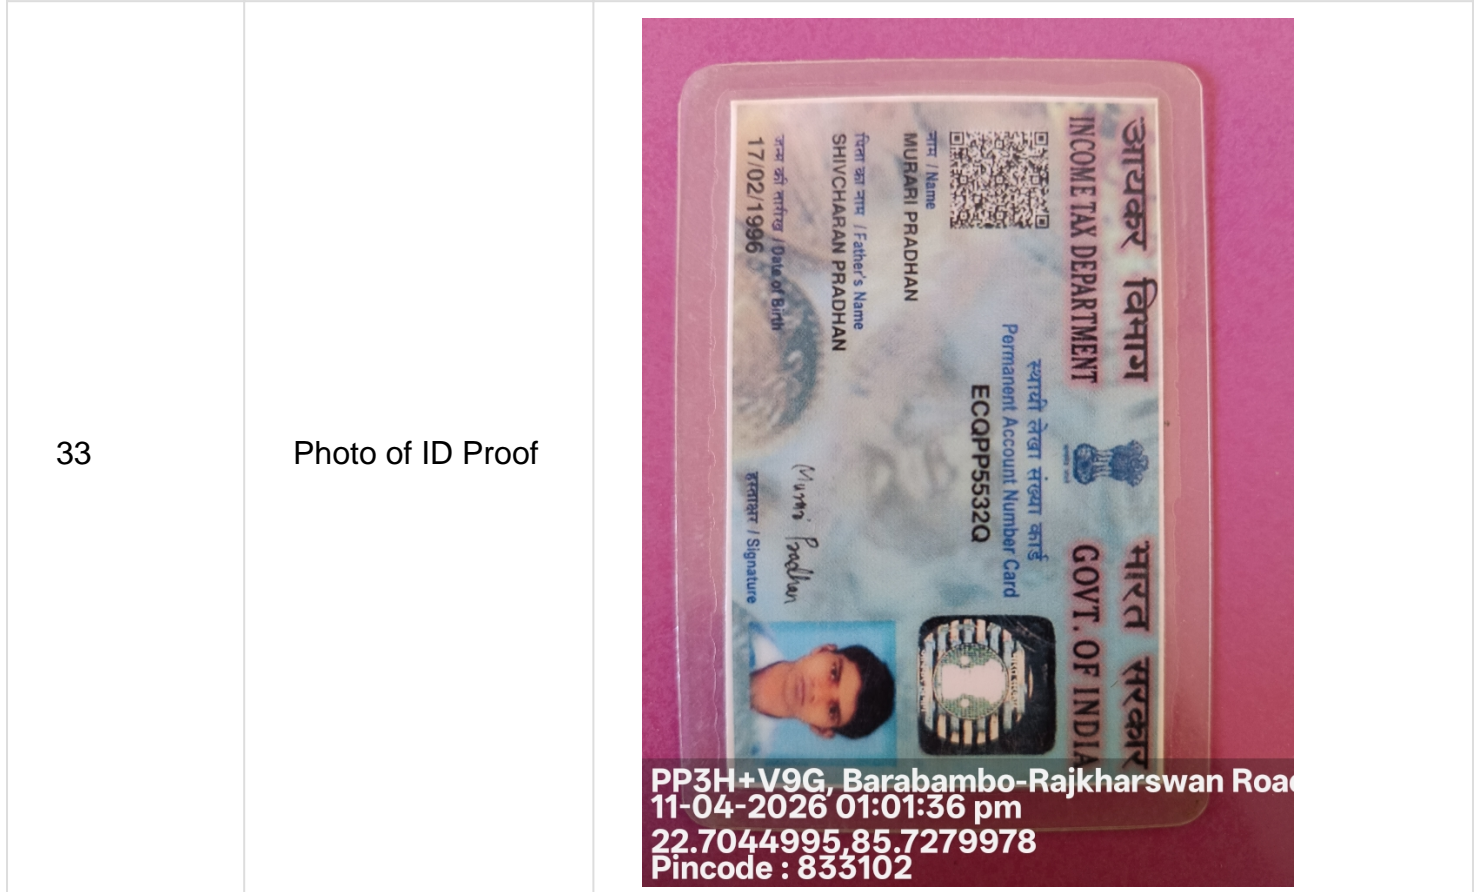 33
Photo of ID Proof
आयकर विभाग
भारत सरकार
INCOME TAX DEPARTMENT
GOVT. OF INDIA
स्थायी लेखा संख्या कार्ड
Permanent Account Number Card
ECQPP5532Q
नाम / Name
MURARI PRADHAN
पिता का नाम / Father's Name
SHIVCHARAN PRADHAN
जन्म की तारीख / Date of Birth
17/02/1996
Murari Pradhan
हस्ताक्षर / Signature
PP3H+V9G, Barabambo-Rajkharswan Road
11-04-2026 01:01:36 pm
22.7044995,85.7279978
Pincode : 833102